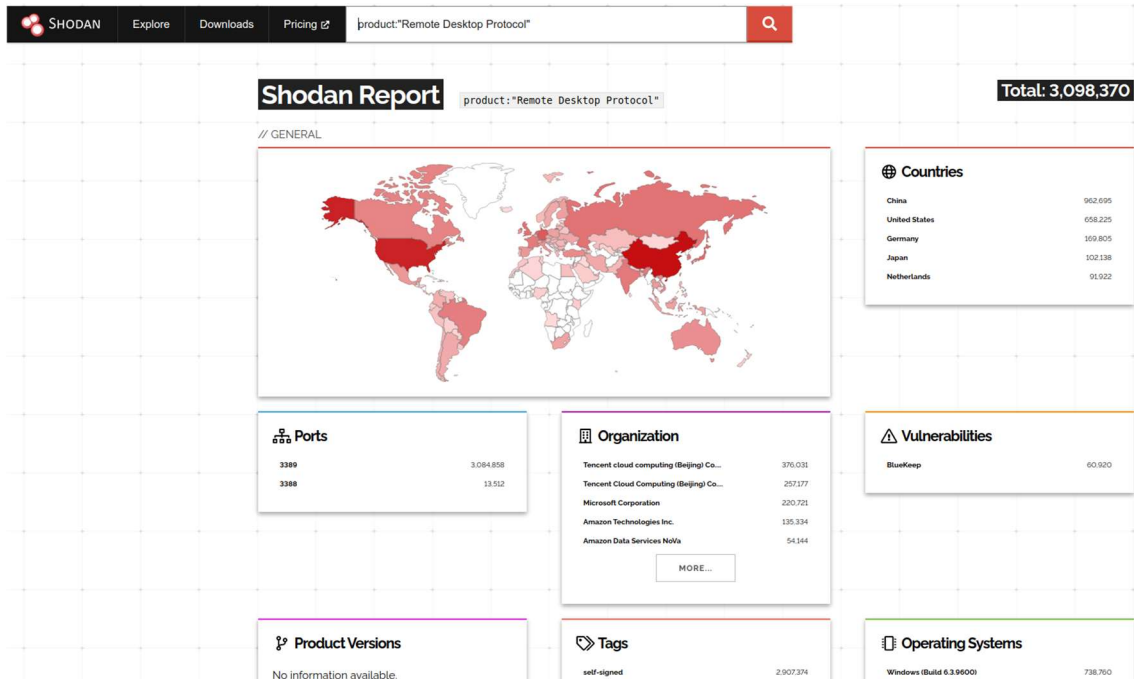 SHODAN Explore Downloads Pricing product:"Remote Desktop Protocol"
Shodan Report product:"Remote Desktop Protocol" Total: 3,098,370
// GENERAL
Countries
China 962,695
United States 658,225
Germany 169,805
Japan 102,138
Netherlands 91,922
Ports
3389 3,084,858
3388 13,512
Organization
Tencent cloud computing (Beijing) Co... 376,031
Tencent Cloud Computing (Beijing) Co... 257,177
Microsoft Corporation 220,721
Amazon Technologies Inc. 135,334
Amazon Data Services NoVa 54,144
MORE...
Vulnerabilities
BlueKeep 60,920
Product Versions
No information available.
Tags
self-signed 2,907,374
Operating Systems
Windows (Build 6.3.9600) 738,760